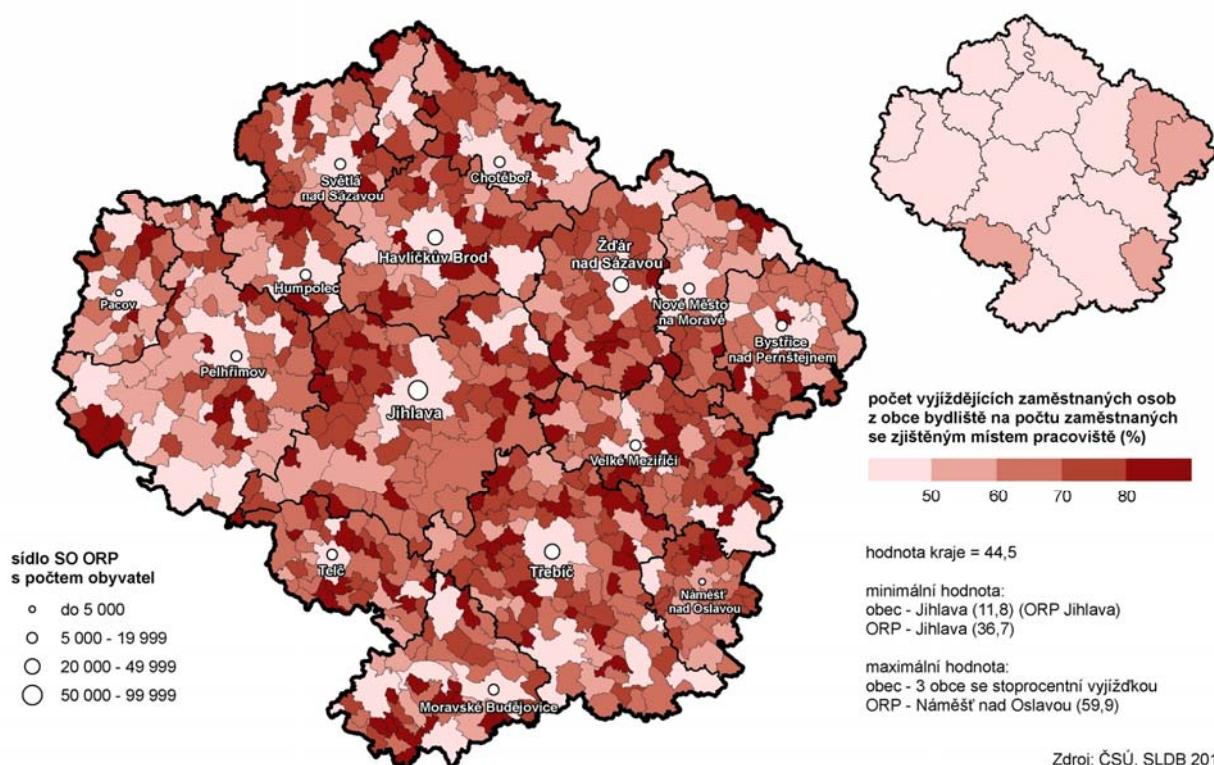 Světlá
nad Sázavou
Chotěboř
Havlíčkův Brod
Žďár
nad Sázavou
Humpolec
Pacov
Nové Město
na Moravě
Bystřice
nad Pernštejnem
Pelhřimov
Jihlava
Velké Meziříčí
Telč
Třebíč
Náměšť
nad Oslavou
Moravské Budějovice
sídlo SO ORP
s počtem obyvatel
do 5 000
5 000 - 19 999
20 000 - 49 999
50 000 - 99 999
počet vyjíždějících zaměstnaných osob
z obce bydliště na počtu zaměstnaných
se zjištěným místem pracoviště (%)
50 60 70 80
hodnota kraje = 44,5
minimální hodnota:
obec - Jihlava (11,8) (ORP Jihlava)
ORP - Jihlava (36,7)
maximální hodnota:
obec - 3 obce se stoprocentní vyjížďkou
ORP - Náměšť nad Oslavou (59,9)
Zdroj: ČSÚ, SLDB 201